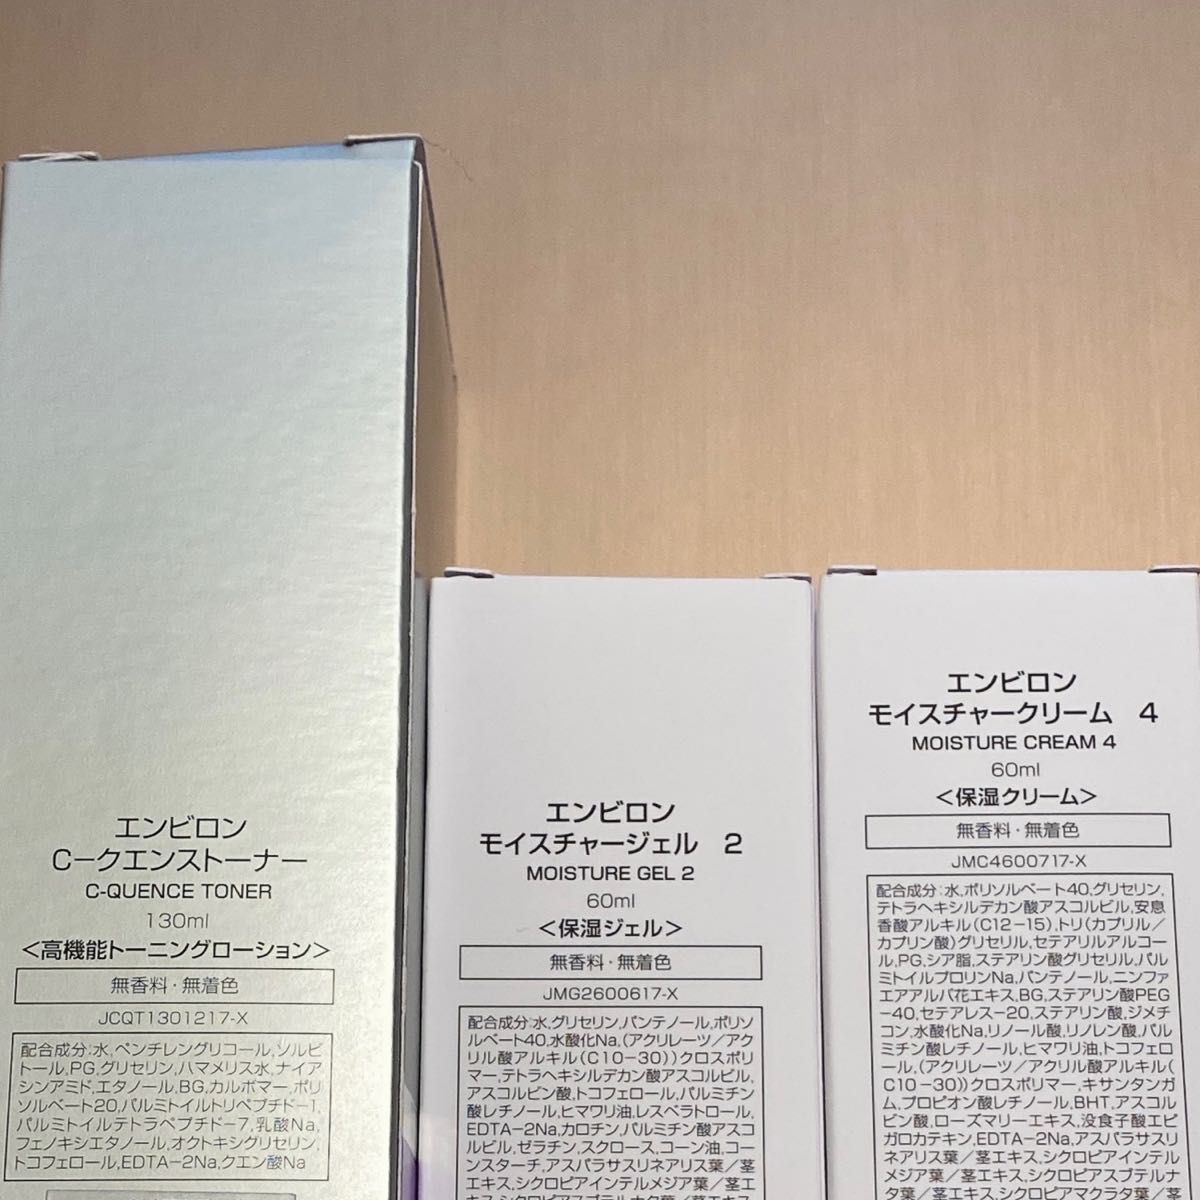 エンビロン
C−クエンストーナー
C-QUENCE TONER
130ml
<高機能トーニングローション>
無香料・無着色
JCQT1301217-X
配合成分:水,ペンチレングリコール,ソルビ
トール,PG,グリセリン,ハマメリス水,ナイア
シンアミド,エタノール,BG,カルボマー,ポリ
ソルベート20,パルミトイルトリペプチド-1,
パルミトイルテトラペプチド-7,乳酸Na,
フェノキシエタノール,オクトキシグリセリン,
トコフェロール,EDTA−2Na,クエン酸Na
エンビロン
モイスチャージェル　2
MOISTURE GEL 2
60ml
<保湿ジェル>
無香料・無着色
JMG2600617-X
配合成分:水,グリセリン,パンテノール,ポリソ
ルベート40,水酸化Na,(アクリレーツ／アク
リル酸アルキル(C10−30))クロスポリ
マー,テトラヘキシルデカン酸アスコルビル,
アスコルビン酸,トコフェロール,パルミチン
酸レチノール,ヒマワリ油,レスベラトロール,
EDTA−2Na,カロチン,パルミチン酸アスコ
ルビル,ゼラチン,スクロース,コーン油,コー
ンスターチ,アスパラサスリネアリス葉／茎
エキス,シクロピアインテルメジア葉／茎エ
キス,シクロピアスブテルナタ葉／茎エキス
エンビロン
モイスチャークリーム　4
MOISTURE CREAM 4
60ml
<保湿クリーム>
無香料・無着色
JMC4600717-X
配合成分:水,ポリソルベート40,グリセリン,
テトラヘキシルデカン酸アスコルビル,安息
香酸アルキル(C12−15),トリ(カプリル／
カプリン酸)グリセリル,セテアリルアルコー
ル,PG,シア脂,ステアリン酸グリセリル,パル
ミトイルプロリンNa,パンテノール,ニンファ
エアアルバ花エキス,BG,ステアリン酸PEG
-40,セテアレス−20,ステアリン酸,ジメチ
コン,水酸化Na,リノール酸,リノレン酸,パル
ミチン酸レチノール,ヒマワリ油,トコフェロ
ール,(アクリレーツ／アクリル酸アルキル(
C10−30))クロスポリマー,キサンタンガ
ム,プロピオン酸レチノール,BHT,アスコル
ビン酸,ローズマリーエキス,没食子酸エピ
ガロカテキン,EDTA−2Na,アスパラサスリ
ネアリス葉／茎エキス,シクロピアインテル
メジア葉／茎エキス,シクロピアスブテルナ
タ葉／茎エキス,シクロピアマクラタ葉／茎